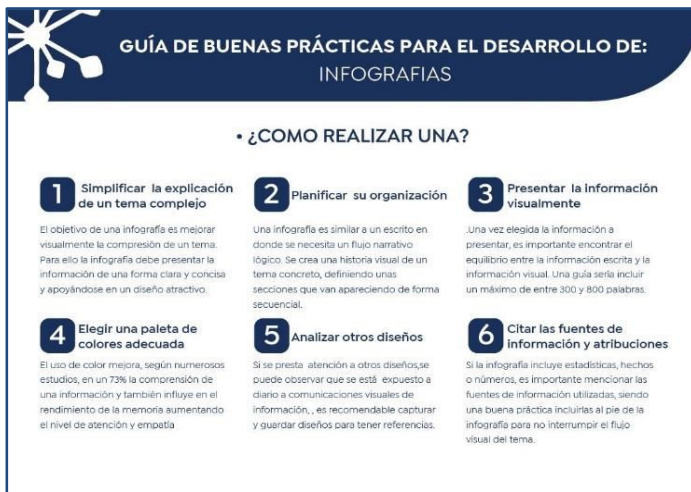 GUÍA DE BUENAS PRÁCTICAS PARA EL DESARROLLO DE:
INFOGRAFIAS
• ¿COMO REALIZAR UNA?
1
Simplificar la explicación
de un tema complejo
El objetivo de una infografía es mejorar
visualmente la compresión de un tema.
Para ello la infografía debe presentar la
información de una forma clara y concisa
y apoyándose en un diseño atractivo.
2
Planificar su organización
Una infografía es similar a un escrito en
donde se necesita un flujo narrativo
lógico. Se crea una historia visual de un
tema concreto, definiendo unas
secciones que van apareciendo de forma
secuencial.
3
Presentar la información
visualmente
.Una vez elegida la información a
presentar, es importante encontrar el
equilibrio entre la información escrita y la
información visual. Una guía sería incluir
un máximo de entre 300 y 800 palabras.
4
Elegir una paleta de
colores adecuada
El uso de color mejora, según numerosos
estudios, en un 73% la comprensión de
una información y también influye en el
rendimiento de la memoria aumentando
el nivel de atención y empatía
5
Analizar otros diseños
Si se presta atención a otros diseños,se
puede observar que se está expuesto a
diario a comunicaciones visuales de
información, , es recomendable capturar
y guardar diseños para tener referencias.
6
Citar las fuentes de
información y atribuciones
Si la infografía incluye estadísticas, hechos
o números, es importante mencionar las
fuentes de información utilizadas, siendo
una buena práctica incluirlas al pie de la
infografía para no interrumpir el flujo
visual del tema.